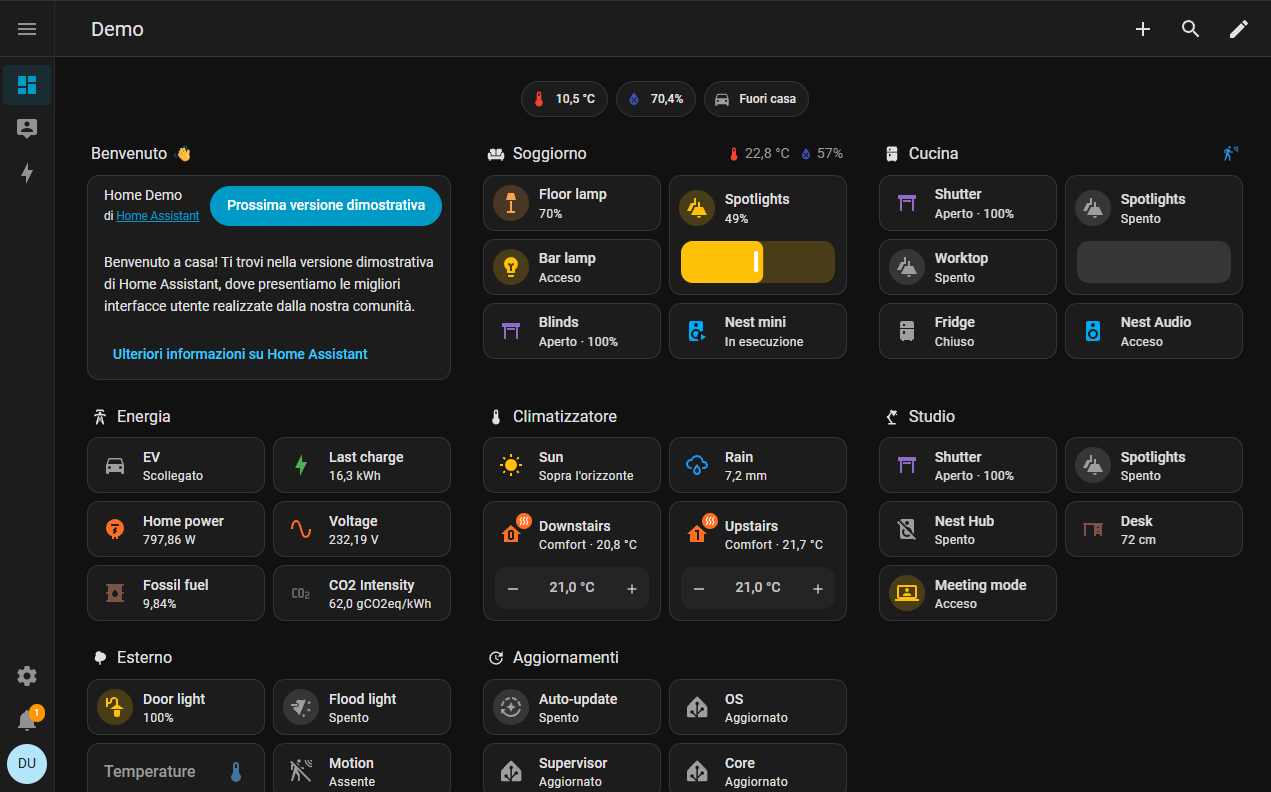 Demo
10,5 °C
70,4%
Fuori casa
Benvenuto 👋
Home Demo
di Home Assistant
Prossima versione dimostrativa
Benvenuto a casa! Ti trovi nella versione dimostrativa
di Home Assistant, dove presentiamo le migliori
interfacce utente realizzate dalla nostra comunità.
Ulteriori informazioni su Home Assistant
Soggiorno
22,8 °C
57%
Floor lamp
70%
Spotlights
49%
Bar lamp
Acceso
Blinds
Aperto · 100%
Nest mini
In esecuzione
Cucina
Shutter
Aperto · 100%
Spotlights
Spento
Worktop
Spento
Fridge
Chiuso
Nest Audio
Acceso
Energia
EV
Scollegato
Last charge
16,3 kWh
Home power
797,86 W
Voltage
232,19 V
Fossil fuel
9,84%
CO2
CO2 Intensity
62,0 gCO2eq/kWh
Climatizzatore
Sun
Sopra l'orizzonte
Rain
7,2 mm
0
Downstairs
Comfort · 20,8 °C
21,0 °C
1
Upstairs
Comfort · 21,7 °C
21,0 °C
Studio
Shutter
Aperto · 100%
Spotlights
Spento
Nest Hub
Spento
Desk
72 cm
Meeting mode
Acceso
Esterno
Door light
100%
Flood light
Spento
Temperature
Motion
Assente
Aggiornamenti
Auto-update
Spento
OS
Aggiornato
Supervisor
Aggiornato
Core
Aggiornato
1
DU